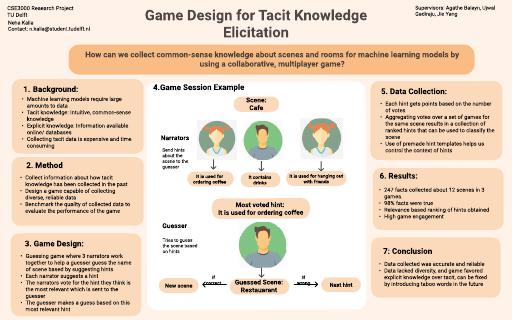 CSE3000 Research Project
TU Delft
Neha Kalia
Contact: n.kalia@student.tudelft.nl
Game Design for Tacit Knowledge
Elicitation
Supervisors: Agathe Balayn, Ujwal
Gadiraju, Jie Yang
How can we collect common-sense knowledge about scenes and rooms for machine learning models by
using a collaborative, multiplayer game?
1. Background:
• Machine learning models require large
amounts to data
• Tacit knowledge: Intuitive, common-sense
knowledge
• Explicit knowledge: Information available
online/ databases
• Collecting tacit data is expensive and time
consuming
2. Method
• Collect information about how tacit
knowledge has been collected in the past
• Design a game capable of collecting
diverse, reliable data
• Benchmark the quality of collected data to
evaluate the performance of the game
3. Game Design:
• Guessing game where 3 narrators work
together to help a guesser guess the name
of scene based by suggesting hints
• Each narrator suggests a hint
• The narrators vote for the hint they think is
the most relevant which is sent to the
guesser
• The guesser makes a guess based on this
most relevant hint
4.Game Session Example
Scene:
Cafe
Narrators
Send hints
about the
scene to the
guesser
It is used for
ordering coffee
It contains
drinks
It is used for hanging out
with friends
Most voted hint:
It is used for ordering coffee
Guesser
Tries to guess
the scene based
on hints
New scene
if
correct
Guessed Scene:
Restaurant
if
wrong
Next hint
5. Data Collection:
• Each hint gets points based on the number
of votes
• Aggregating votes over a set of games for
the same scene results in a collection of
ranked hints that can be used to classify the
scene
• Use of premade hint templates helps us
control the context of hints
6. Results:
• 247 facts collected about 12 scenes in 3
games.
• 98% facts were true
• Relevance based ranking of hints obtained
• High game engagement
7: Conclusion
• Data collected was accurate and reliable
• Data lacked diversity, and game favored
explicit knowledge over tacit, can be fixed
by introducing taboo words in the future